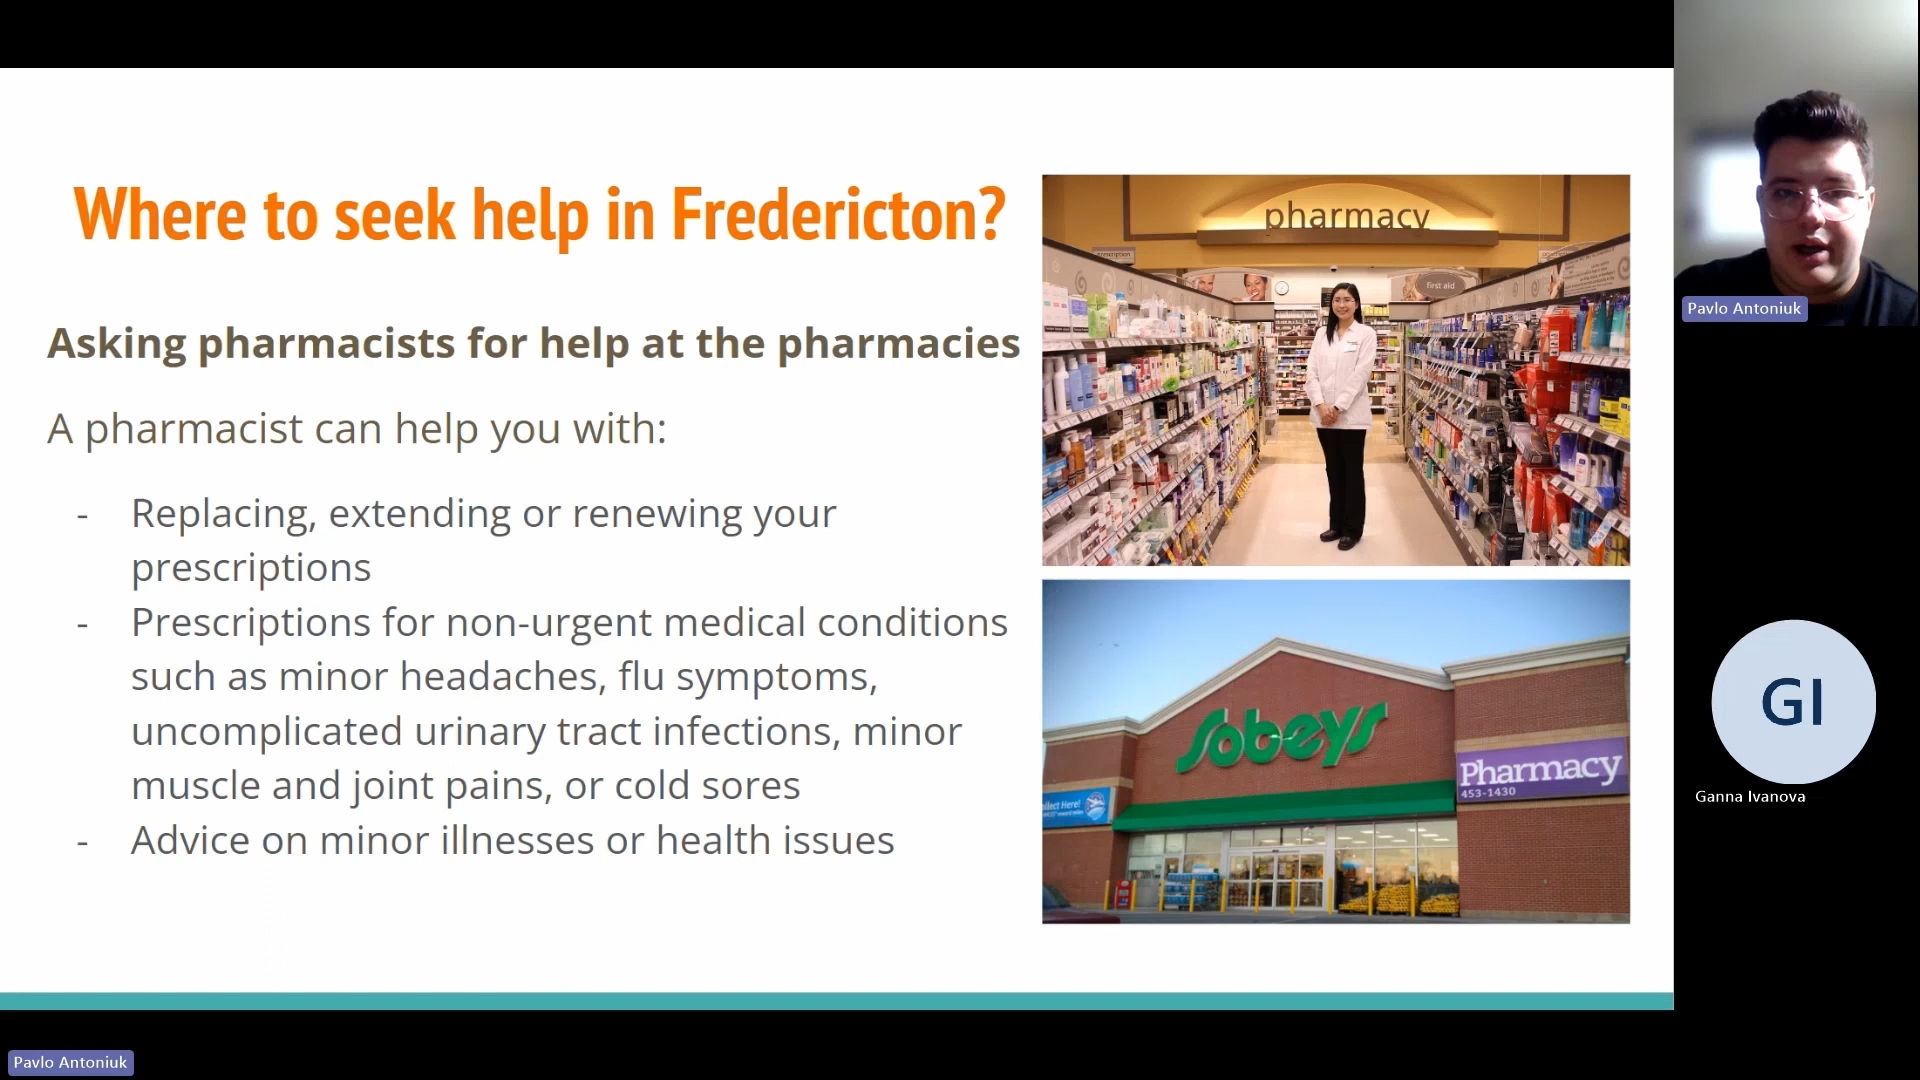 Where to seek help in Fredericton?
Asking pharmacists for help at the pharmacies
A pharmacist can help you with:
- Replacing, extending or renewing your
prescriptions
- Prescriptions for non-urgent medical conditions
such as minor headaches, flu symptoms,
uncomplicated urinary tract infections, minor
muscle and joint pains, or cold sores
- Advice on minor illnesses or health issues
pharmacy
prescription
first aid
Sobeys
Pharmacy
453-1430
Here!
Pavlo Antoniuk
GI
Ganna Ivanova
Pavlo Antoniuk